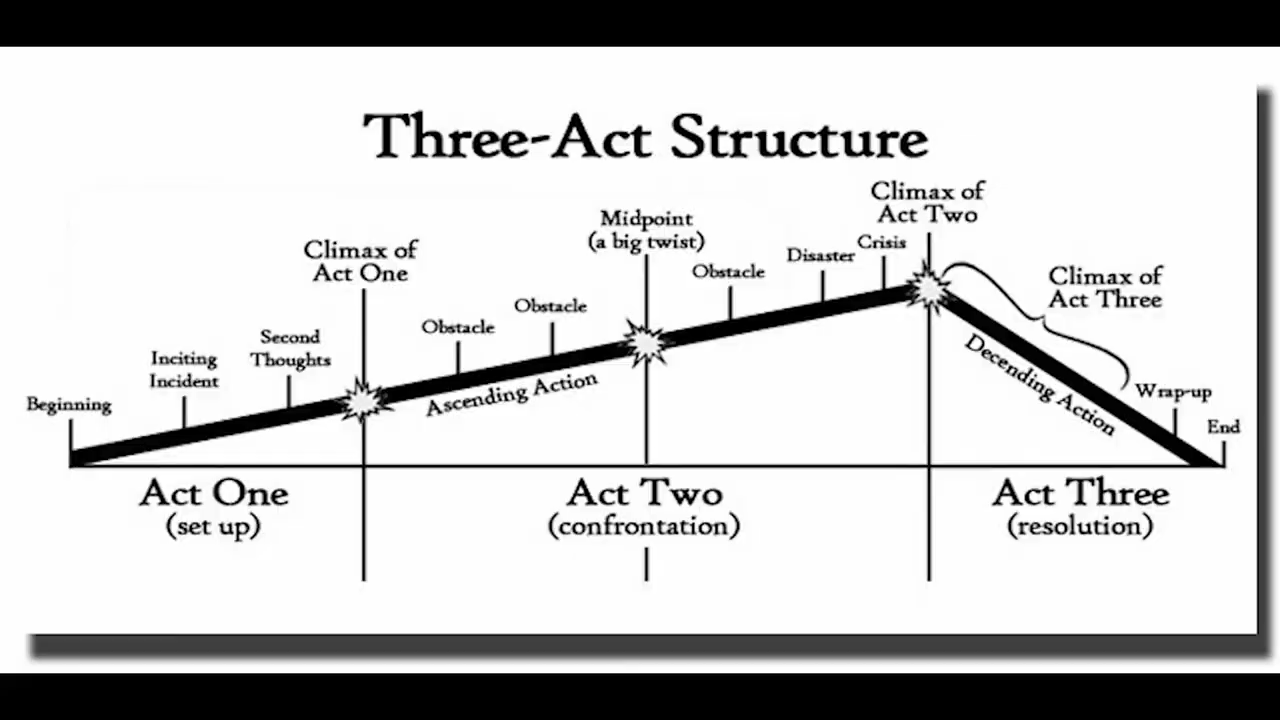 Three-Act Structure
Beginning
Inciting
Incident
Second
Thoughts
Climax of
Act One
Obstacle
Obstacle
Ascending Action
Midpoint
(a big twist)
Obstacle
Disaster
Crisis
Climax of
Act Two
Climax of
Act Three
Decending Action
Wrap-up
End
Act One
(set up)
Act Two
(confrontation)
Act Three
(resolution)